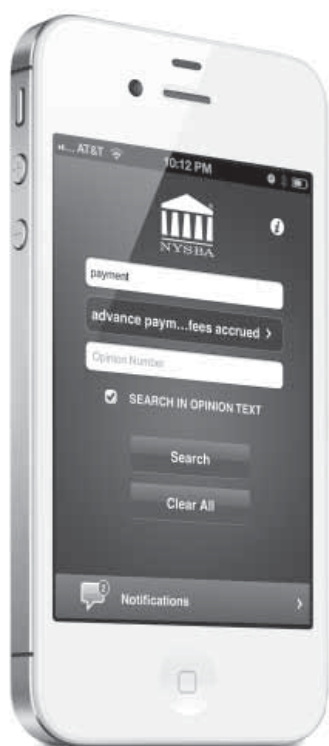 AT&T 10:12 PM
NYSBA
i
payment
advance paym...fees accrued >
Opinion Number
SEARCH IN OPINION TEXT
Search
Clear All
2
Notifications >